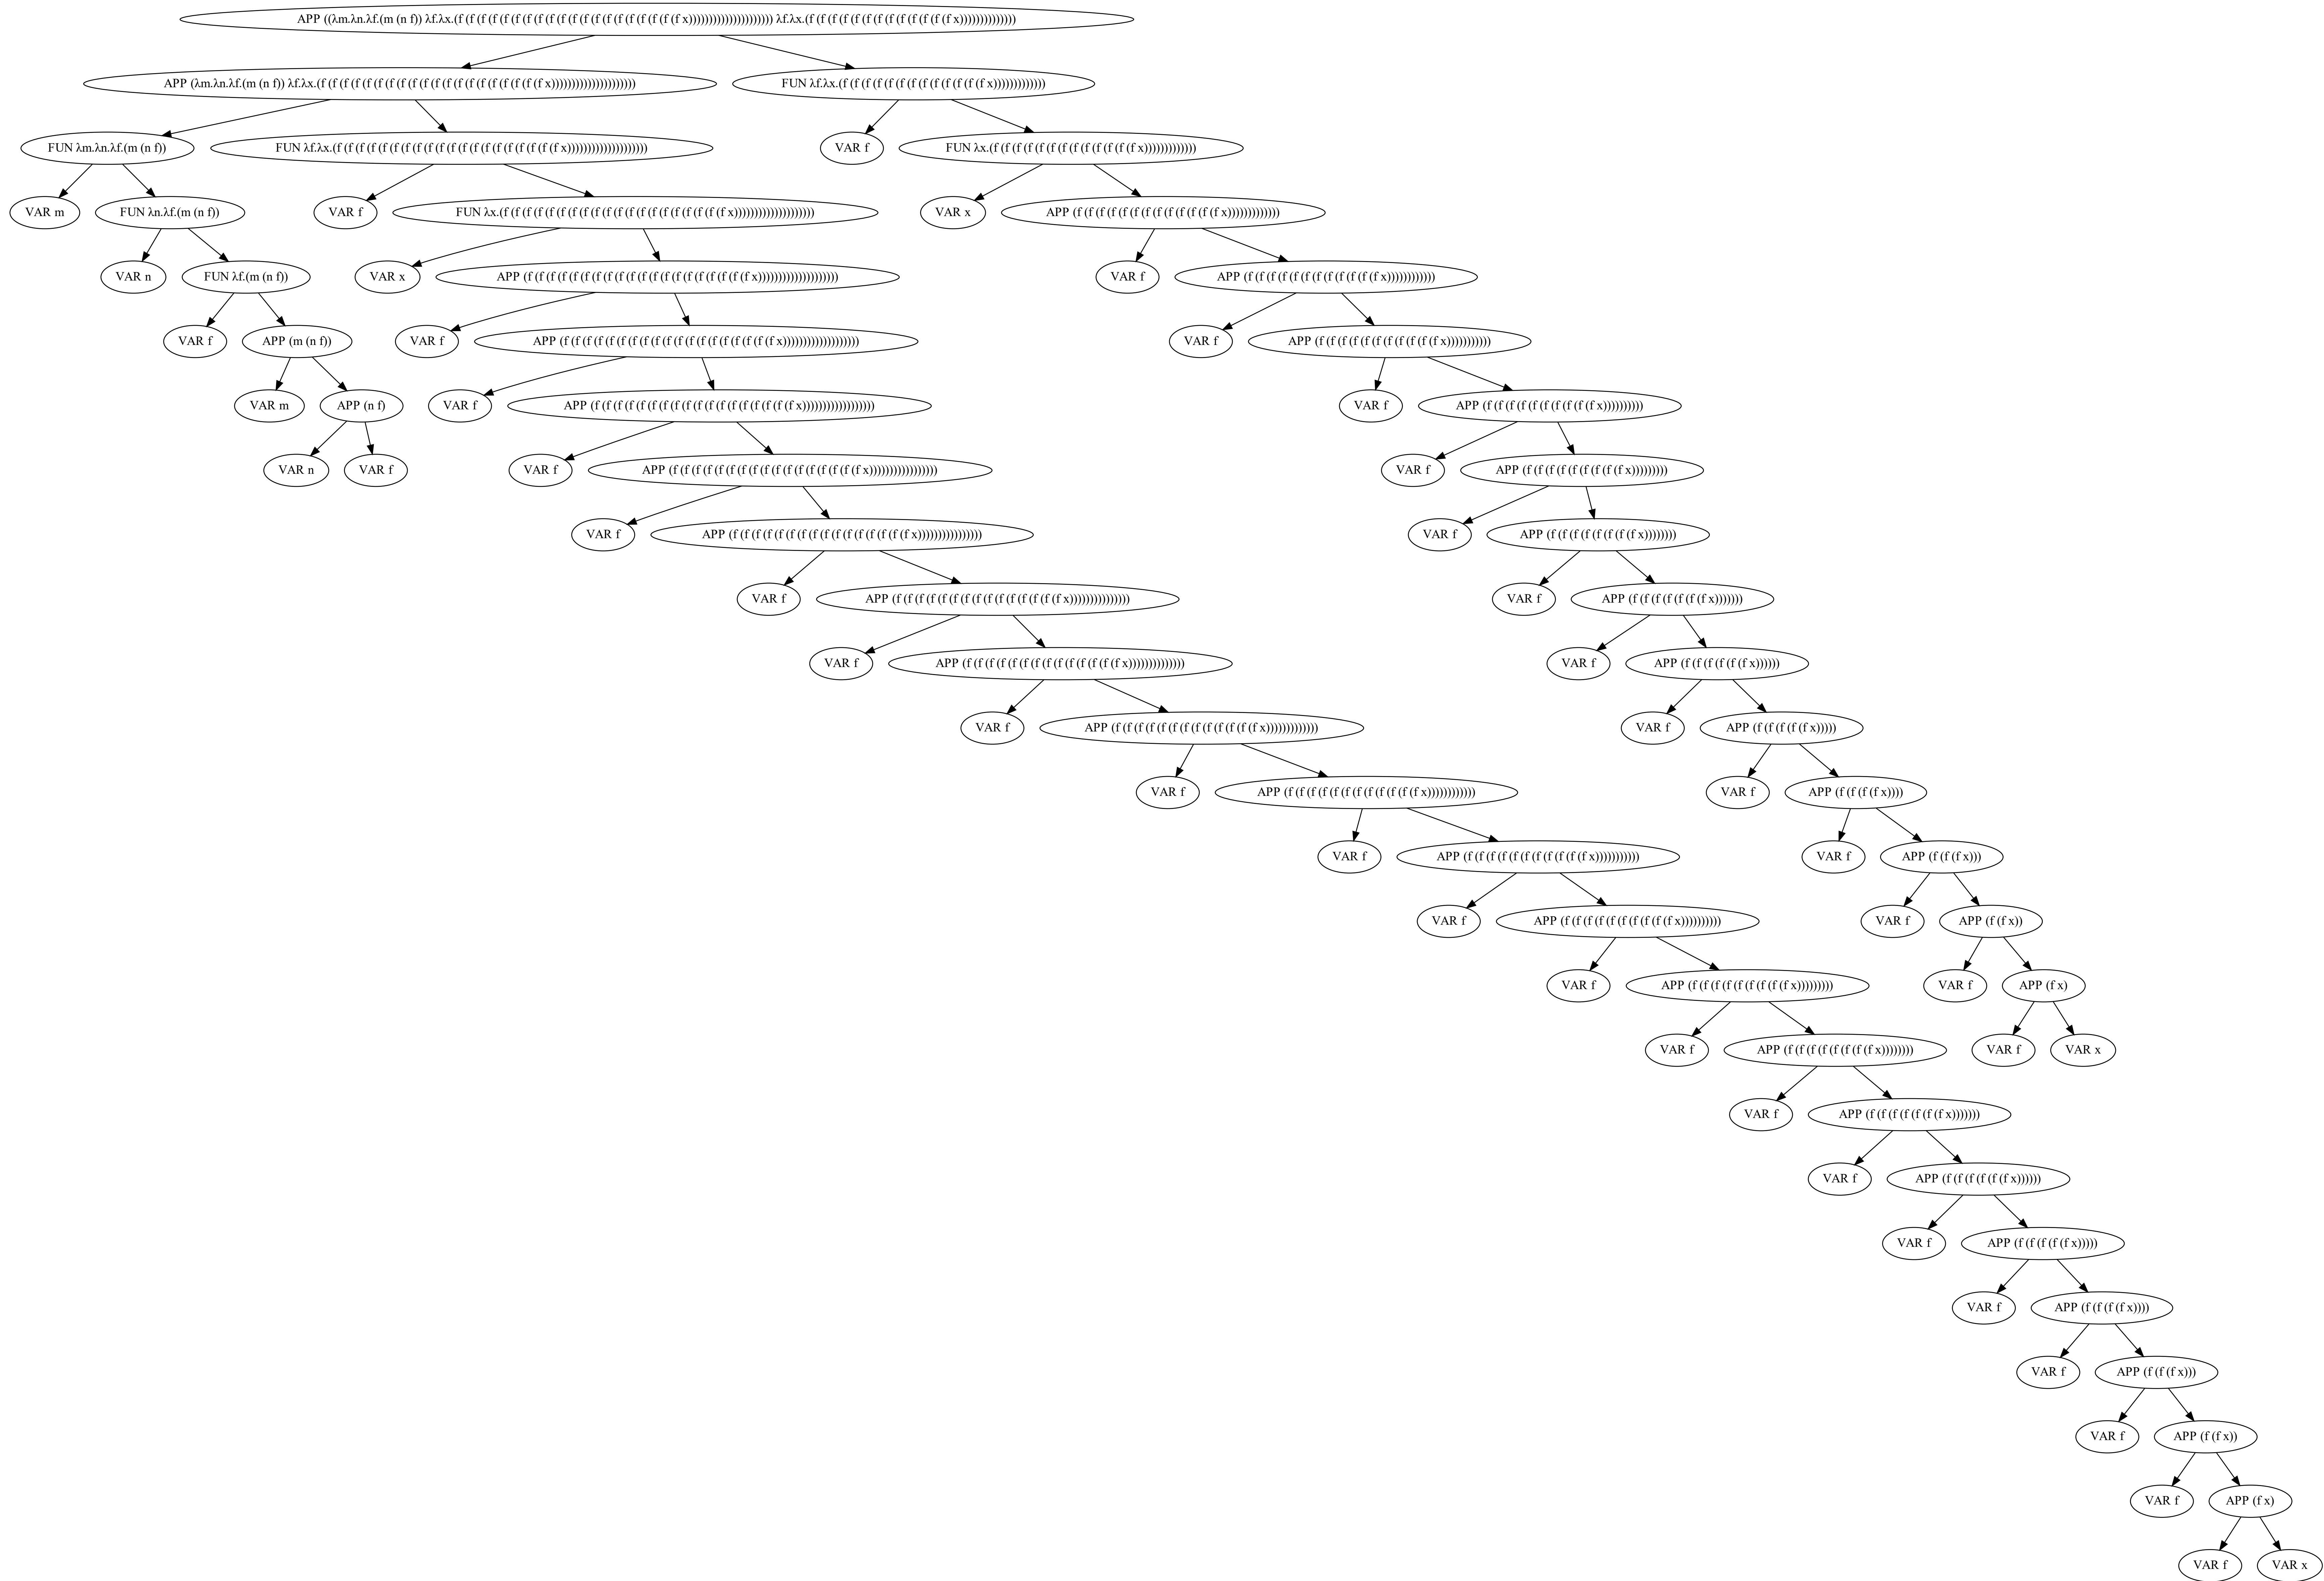 APP ((λm.λn.λf.(m (n f)) λf.λx.(f (f (f (f (f (f (f (f (f (f (f (f (f (f (f (f (f (f (f (f x))))))))))))))))))))) λf.λx.(f (f (f (f (f (f (f (f (f (f (f (f (f x))))))))))))))
APP (λm.λn.λf.(m (n f)) λf.λx.(f (f (f (f (f (f (f (f (f (f (f (f (f (f (f (f (f (f (f (f x)))))))))))))))))))))
FUN λf.λx.(f (f (f (f (f (f (f (f (f (f (f (f (f x)))))))))))))
FUN λm.λn.λf.(m (n f))
FUN λf.λx.(f (f (f (f (f (f (f (f (f (f (f (f (f (f (f (f (f (f (f (f x))))))))))))))))))))
VAR f
FUN λx.(f (f (f (f (f (f (f (f (f (f (f (f (f x)))))))))))))
VAR m
FUN λn.λf.(m (n f))
VAR f
FUN λx.(f (f (f (f (f (f (f (f (f (f (f (f (f (f (f (f (f (f (f (f x))))))))))))))))))))
VAR x
APP (f (f (f (f (f (f (f (f (f (f (f (f (f x)))))))))))))
VAR n
FUN λf.(m (n f))
VAR x
APP (f (f (f (f (f (f (f (f (f (f (f (f (f (f (f (f (f (f (f (f x))))))))))))))))))))
VAR f
APP (f (f (f (f (f (f (f (f (f (f (f (f x))))))))))))
VAR f
APP (m (n f))
VAR f
APP (f (f (f (f (f (f (f (f (f (f (f (f (f (f (f (f (f (f (f x)))))))))))))))))))
VAR f
APP (f (f (f (f (f (f (f (f (f (f (f x)))))))))))
VAR m
APP (n f)
VAR f
APP (f (f (f (f (f (f (f (f (f (f (f (f (f (f (f (f (f (f x))))))))))))))))))
VAR f
APP (f (f (f (f (f (f (f (f (f (f x))))))))))
VAR n
VAR f
VAR f
APP (f (f (f (f (f (f (f (f (f (f (f (f (f (f (f (f (f x)))))))))))))))))
VAR f
APP (f (f (f (f (f (f (f (f (f x)))))))))
VAR f
APP (f (f (f (f (f (f (f (f (f (f (f (f (f (f (f (f x))))))))))))))))
VAR f
APP (f (f (f (f (f (f (f (f x))))))))
VAR f
APP (f (f (f (f (f (f (f (f (f (f (f (f (f (f (f x)))))))))))))))
VAR f
APP (f (f (f (f (f (f (f x)))))))
VAR f
APP (f (f (f (f (f (f (f (f (f (f (f (f (f (f x))))))))))))))
VAR f
APP (f (f (f (f (f (f x))))))
VAR f
APP (f (f (f (f (f (f (f (f (f (f (f (f (f x)))))))))))))
VAR f
APP (f (f (f (f (f x)))))
VAR f
APP (f (f (f (f (f (f (f (f (f (f (f (f x))))))))))))
VAR f
APP (f (f (f (f x))))
VAR f
APP (f (f (f (f (f (f (f (f (f (f (f x)))))))))))
VAR f
APP (f (f (f x)))
VAR f
APP (f (f (f (f (f (f (f (f (f (f x))))))))))
VAR f
APP (f (f x))
VAR f
APP (f (f (f (f (f (f (f (f (f x)))))))))
VAR f
APP (f x)
VAR f
APP (f (f (f (f (f (f (f (f x))))))))
VAR f
VAR x
VAR f
APP (f (f (f (f (f (f (f x)))))))
VAR f
APP (f (f (f (f (f (f x))))))
VAR f
APP (f (f (f (f (f x)))))
VAR f
APP (f (f (f (f x))))
VAR f
APP (f (f (f x)))
VAR f
APP (f (f x))
VAR f
APP (f x)
VAR f
VAR x